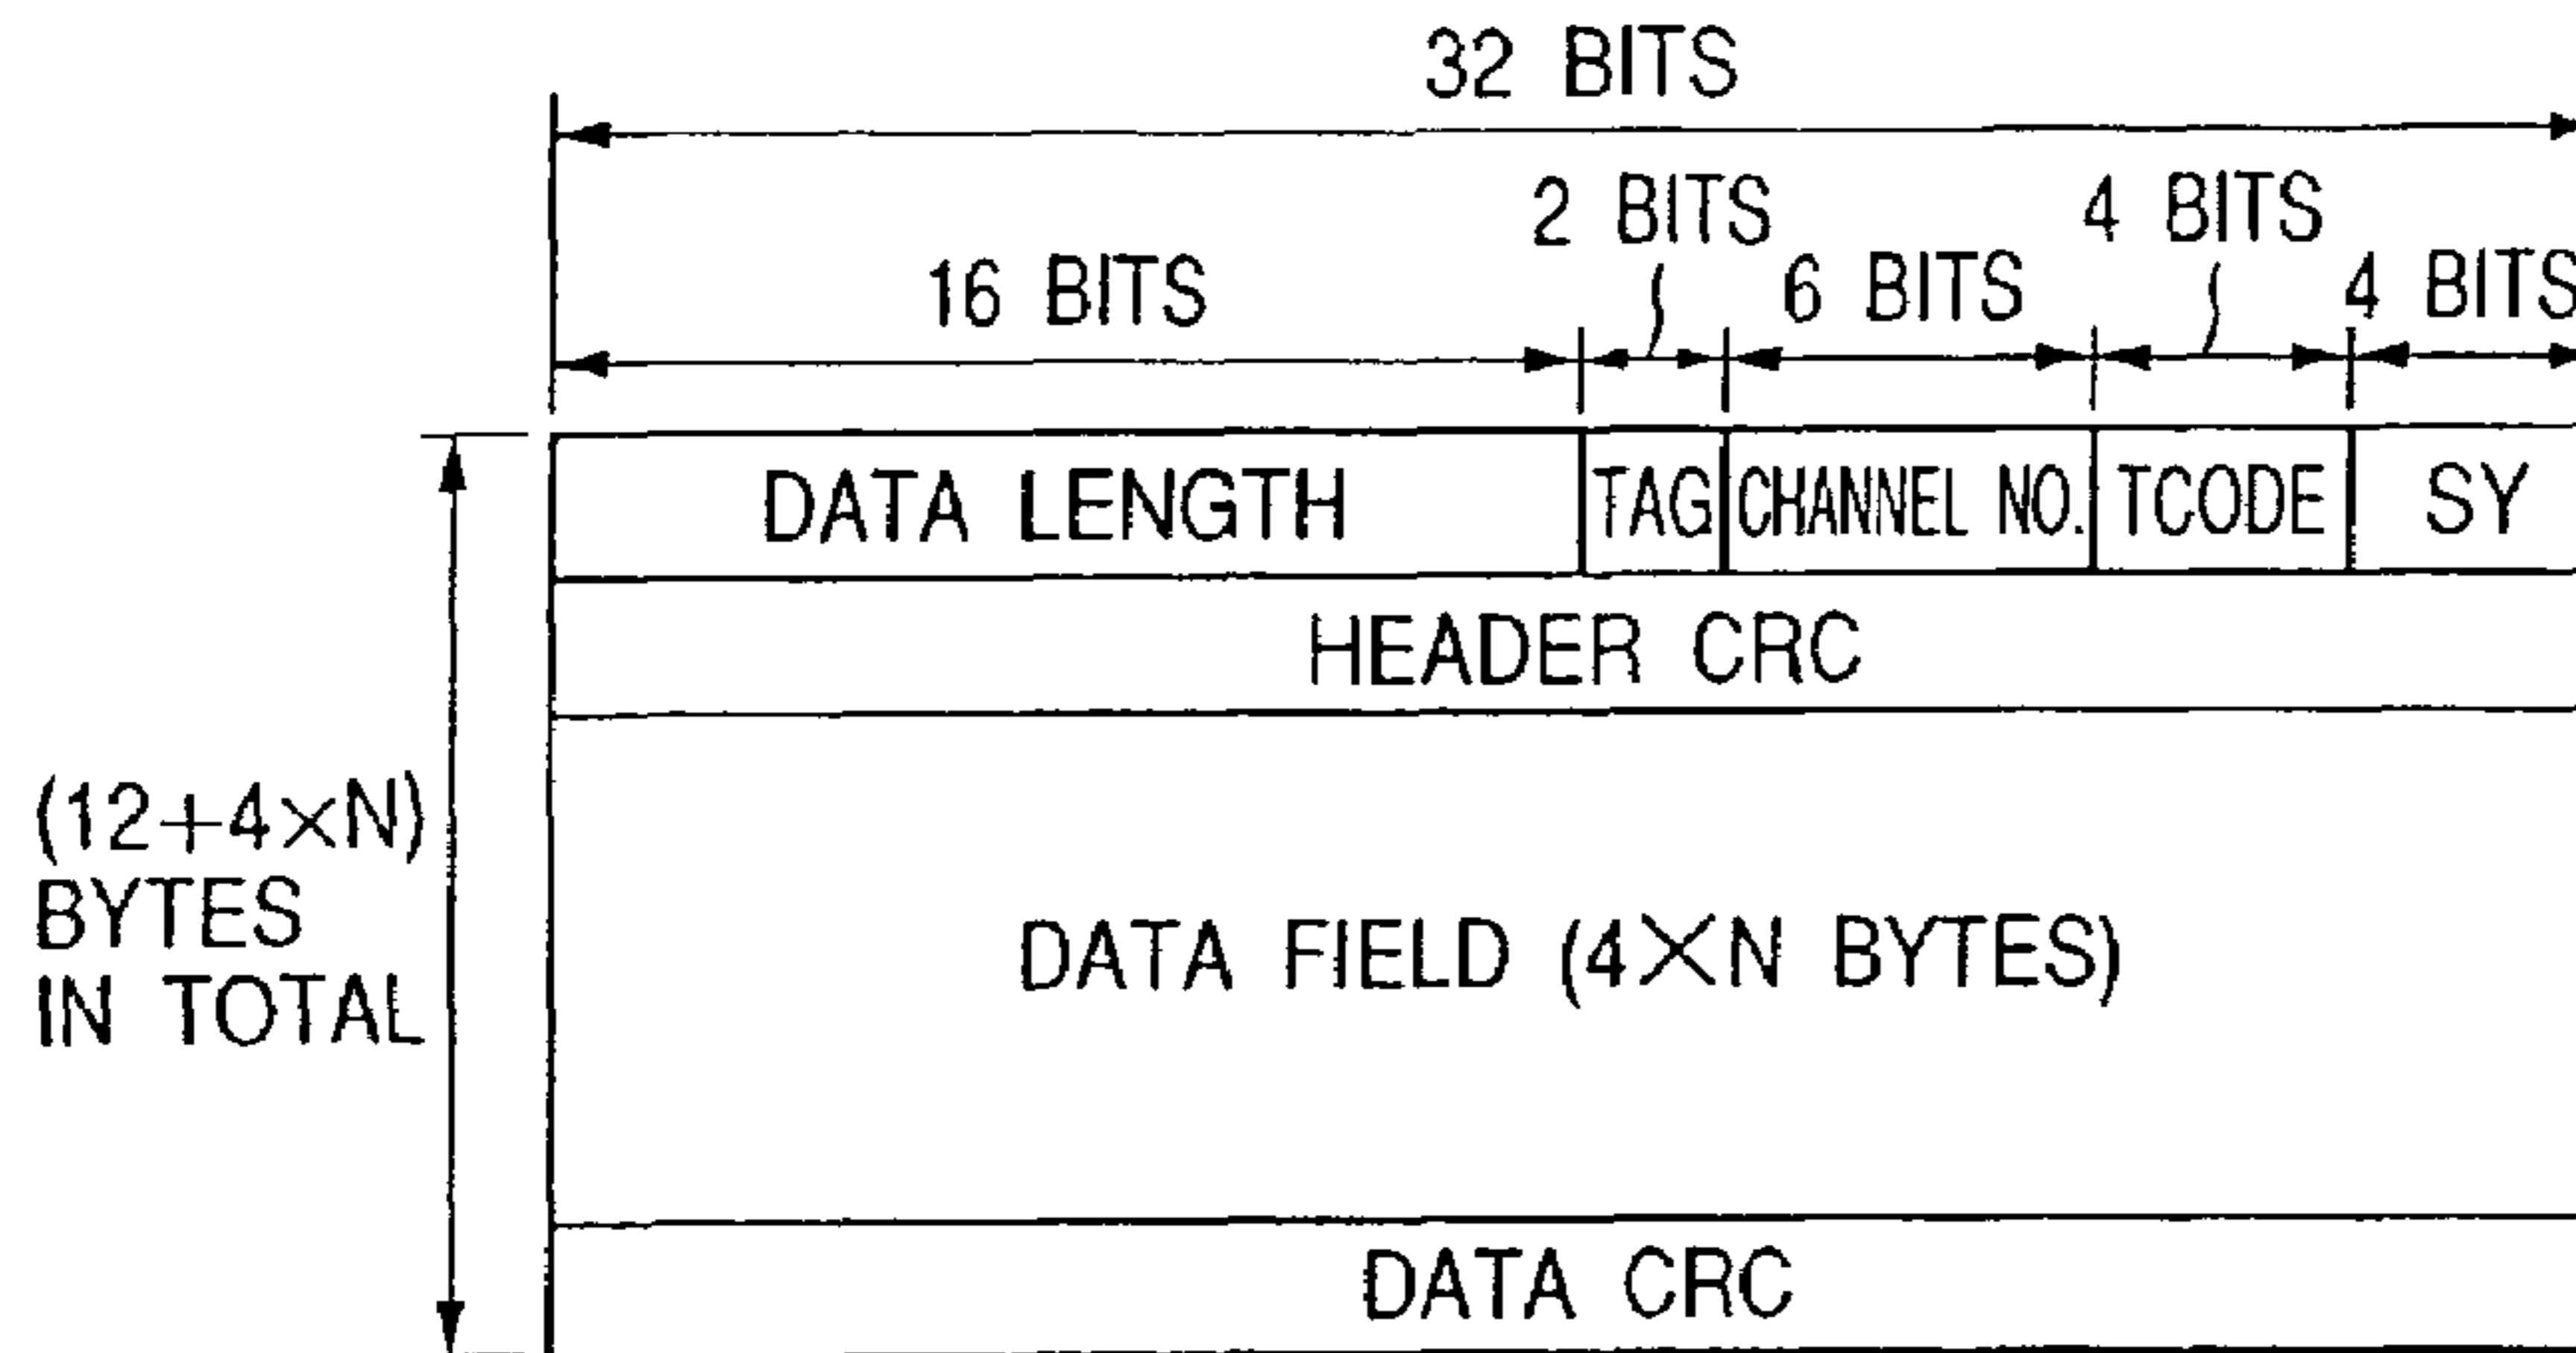 32 BITS
2 BITS
4 BITS
16 BITS
6 BITS
4 BITS
DATA LENGTH
TAG
CHANNEL NO.
TCODE
SY
HEADER CRC
(12+4×N)
BYTES
IN TOTAL
DATA FIELD (4×N BYTES)
DATA CRC